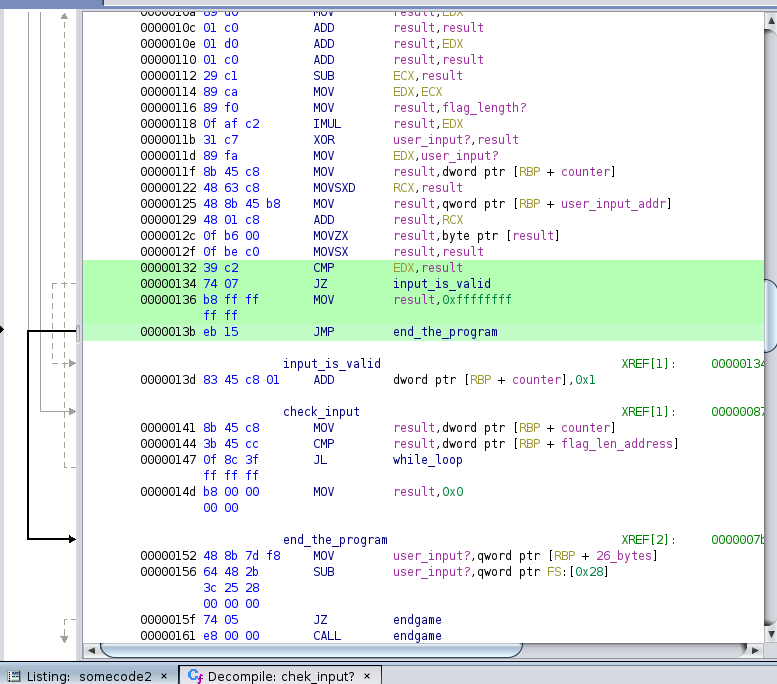 0000010a 89 d0 MOV result,EDX
0000010c 01 c0 ADD result,result
0000010e 01 d0 ADD result,EDX
00000110 01 c0 ADD result,result
00000112 29 c1 SUB ECX,result
00000114 89 ca MOV EDX,ECX
00000116 89 f0 MOV result,flag_length?
00000118 0f af c2 IMUL result,EDX
0000011b 31 c7 XOR user_input?,result
0000011d 89 fa MOV EDX,user_input?
0000011f 8b 45 c8 MOV result,dword ptr [RBP + counter]
00000122 48 63 c8 MOVSXD RCX,result
00000125 48 8b 45 b8 MOV result,qword ptr [RBP + user_input_addr]
00000129 48 01 c8 ADD result,RCX
0000012c 0f b6 00 MOVZX result,byte ptr [result]
0000012f 0f be c0 MOVSX result,result
00000132 39 c2 CMP EDX,result
00000134 74 07 JZ input_is_valid
00000136 b8 ff ff MOV result,0xffffffff
ff ff
0000013b eb 15 JMP end_the_program
input_is_valid XREF[1]: 00000134
0000013d 83 45 c8 01 ADD dword ptr [RBP + counter],0x1
check_input XREF[1]: 00000087
00000141 8b 45 c8 MOV result,dword ptr [RBP + counter]
00000144 3b 45 cc CMP result,dword ptr [RBP + flag_len_address]
00000147 0f 8c 3f JL while_loop
ff ff ff
0000014d b8 00 00 MOV result,0x0
00 00
end_the_program XREF[2]: 0000007b
00000152 48 8b 7d f8 MOV user_input?,qword ptr [RBP + 26_bytes]
00000156 64 48 2b SUB user_input?,qword ptr FS:[0x28]
3c 25 28
00 00 00
0000015f 74 05 JZ endgame
00000161 e8 00 00 CALL endgame
Listing: somecode2 × Decompile: chek_input? ×